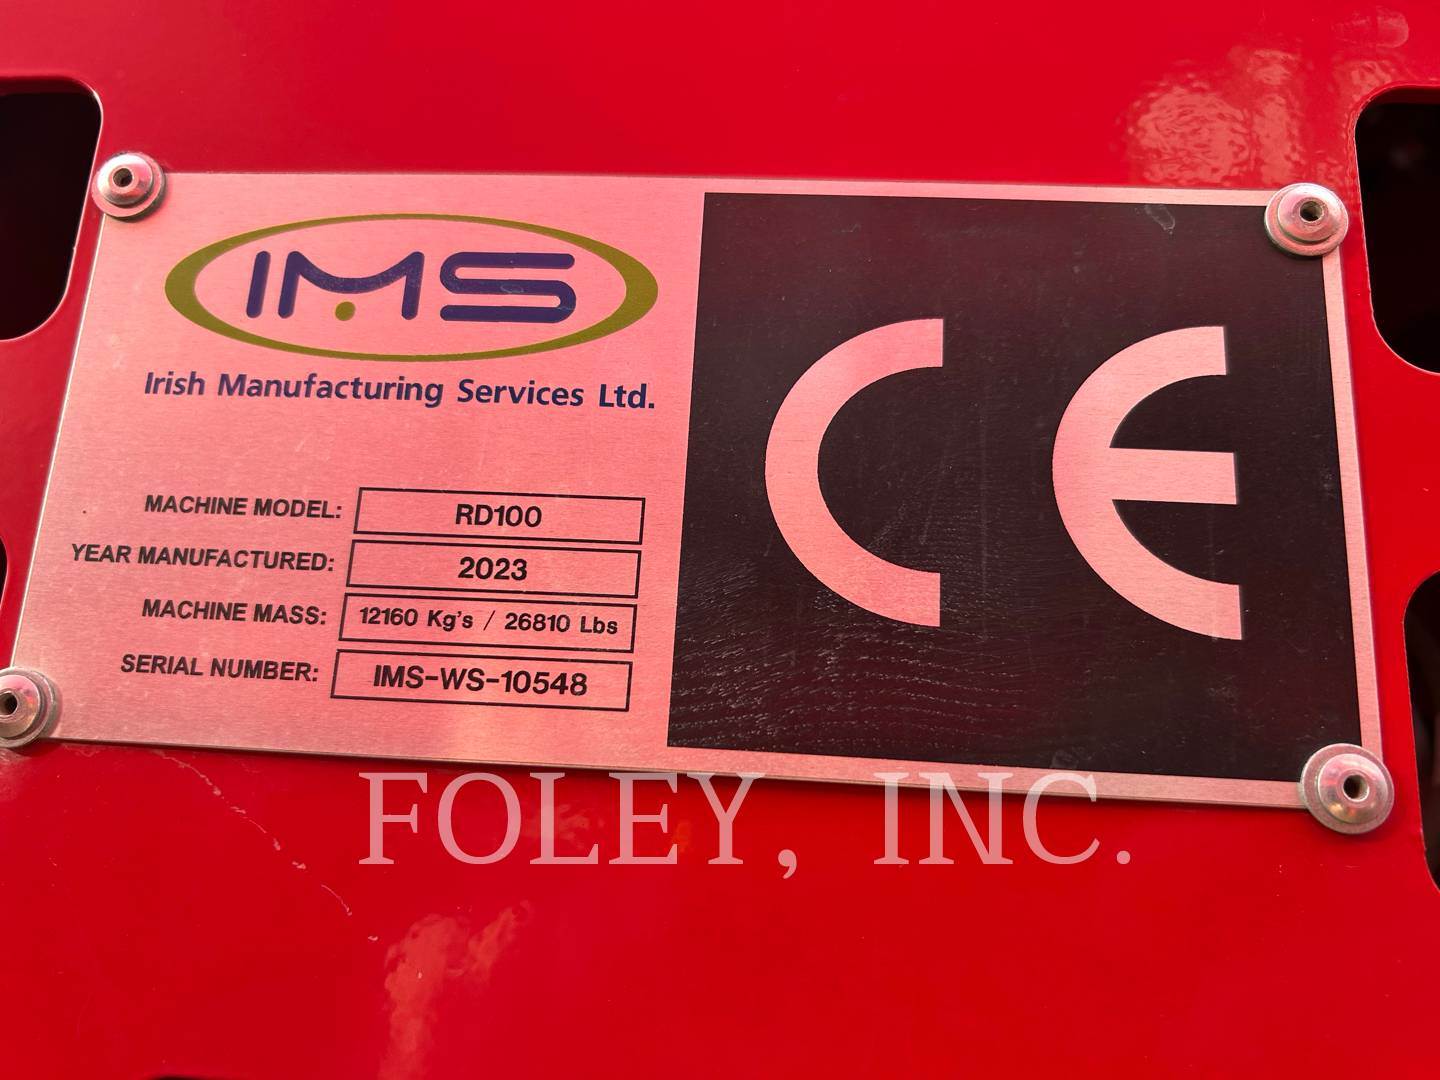 IMS
Irish Manufacturing Services Ltd.
MACHINE MODEL: RD100
YEAR MANUFACTURED: 2023
MACHINE MASS: 12160 Kg's / 26810 Lbs
SERIAL NUMBER: IMS-WS-10548
CE
FOLEY, INC.